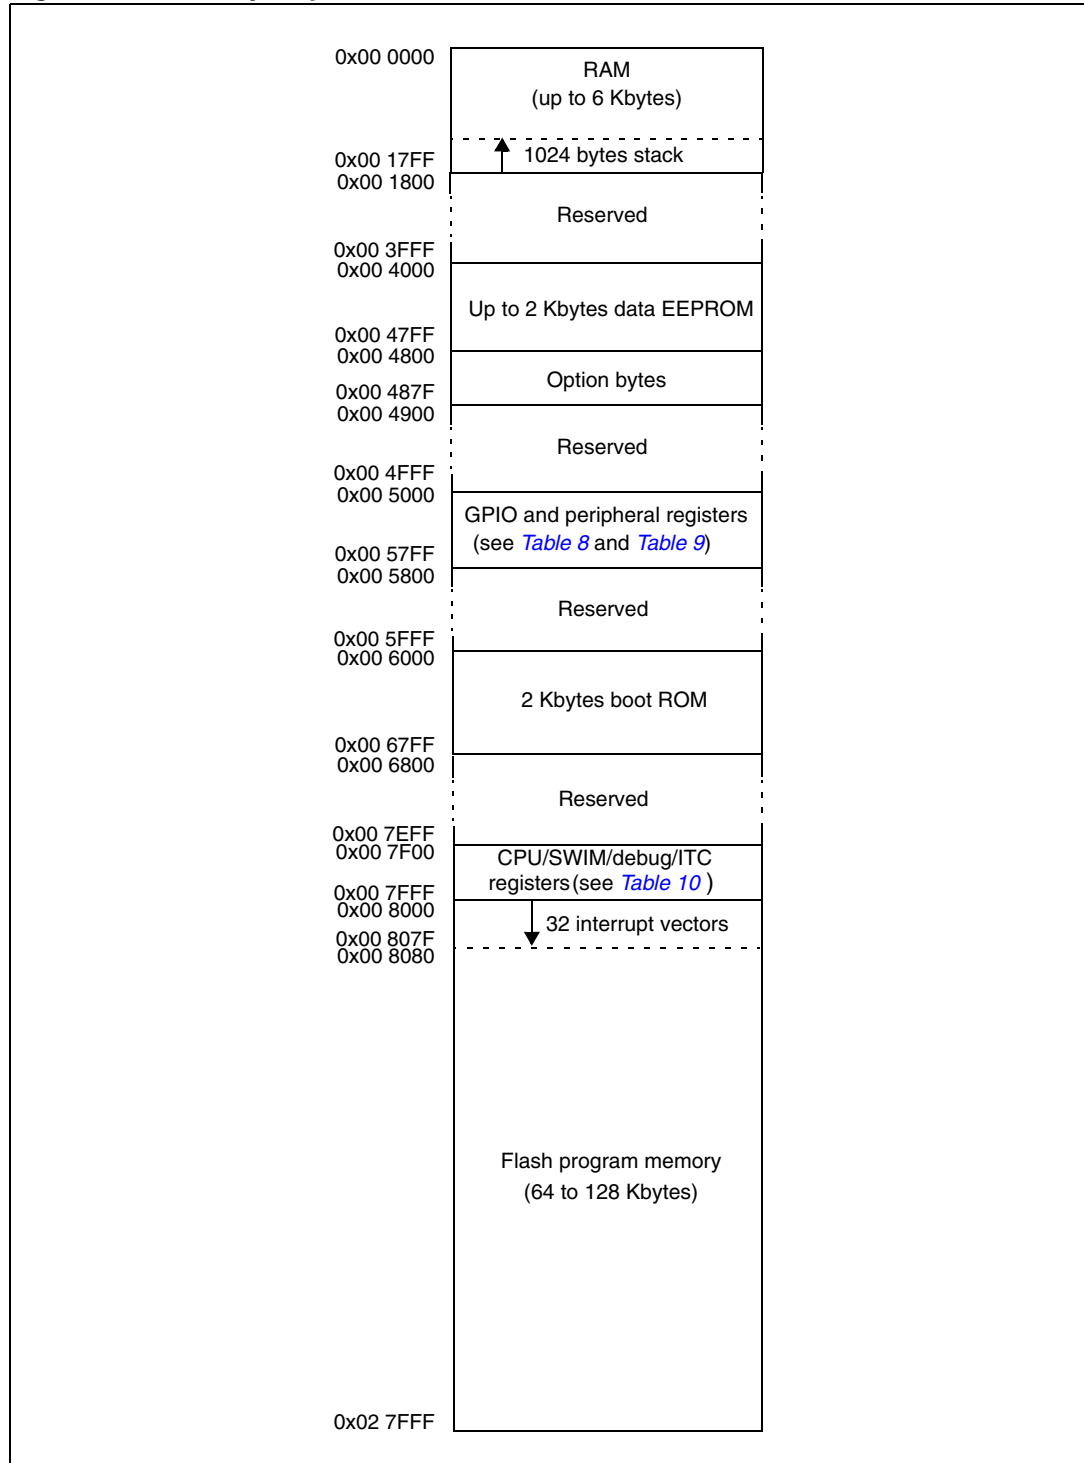 0x00 0000
RAM
(up to 6 Kbytes)
1024 bytes stack
0x00 17FF
0x00 1800
Reserved
0x00 3FFF
0x00 4000
Up to 2 Kbytes data EEPROM
0x00 47FF
0x00 4800
Option bytes
0x00 487F
0x00 4900
Reserved
0x00 4FFF
0x00 5000
GPIO and peripheral registers
(see Table 8 and Table 9)
0x00 57FF
0x00 5800
Reserved
0x00 5FFF
0x00 6000
2 Kbytes boot ROM
0x00 67FF
0x00 6800
Reserved
0x00 7EFF
0x00 7F00
CPU/SWIM/debug/ITC
registers (see Table 10 )
0x00 7FFF
0x00 8000
32 interrupt vectors
0x00 807F
0x00 8080
Flash program memory
(64 to 128 Kbytes)
0x02 7FFF